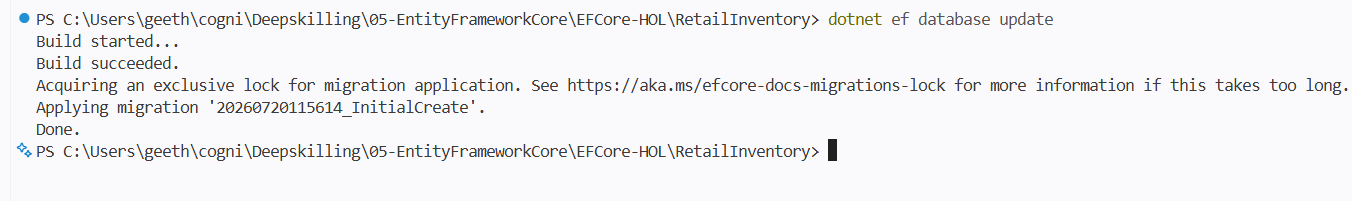 PS C:\Users\geeth\cogni\Deepskilling\05-EntityFrameworkCore\EFCore-HOL\RetailInventory> dotnet ef database update
Build started...
Build succeeded.
Acquiring an exclusive lock for migration application. See https://aka.ms/efcore-docs-migrations-lock for more information if this takes too long.
Applying migration '20260720115614_InitialCreate'.
Done.
PS C:\Users\geeth\cogni\Deepskilling\05-EntityFrameworkCore\EFCore-HOL\RetailInventory>